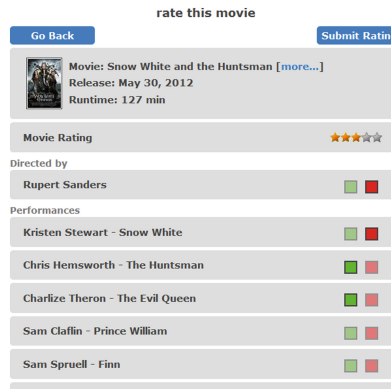 rate this movie
Go Back
Submit Ratin
Movie: Snow White and the Huntsman [more...]
Release: May 30, 2012
Runtime: 127 min
Movie Rating
Directed by
Rupert Sanders
Performances
Kristen Stewart - Snow White
Chris Hemsworth - The Huntsman
Charlize Theron - The Evil Queen
Sam Claflin - Prince William
Sam Spruell - Finn